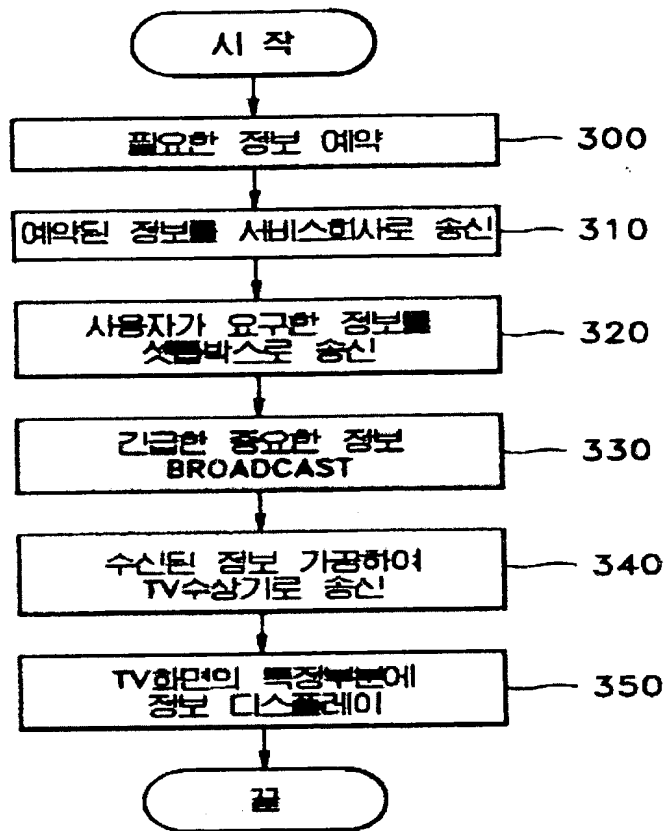 시 작
필요한 정보 예약
300
예약된 정보를 서비스회사로 송신
310
사용자가 요구한 정보를
셋톱박스로 송신
320
긴급한 중요한 정보
BROADCAST
330
수신된 정보 가공하여
TV수상기로 송신
340
TV화면의 특정부분에
정보 디스플레이
350
끝